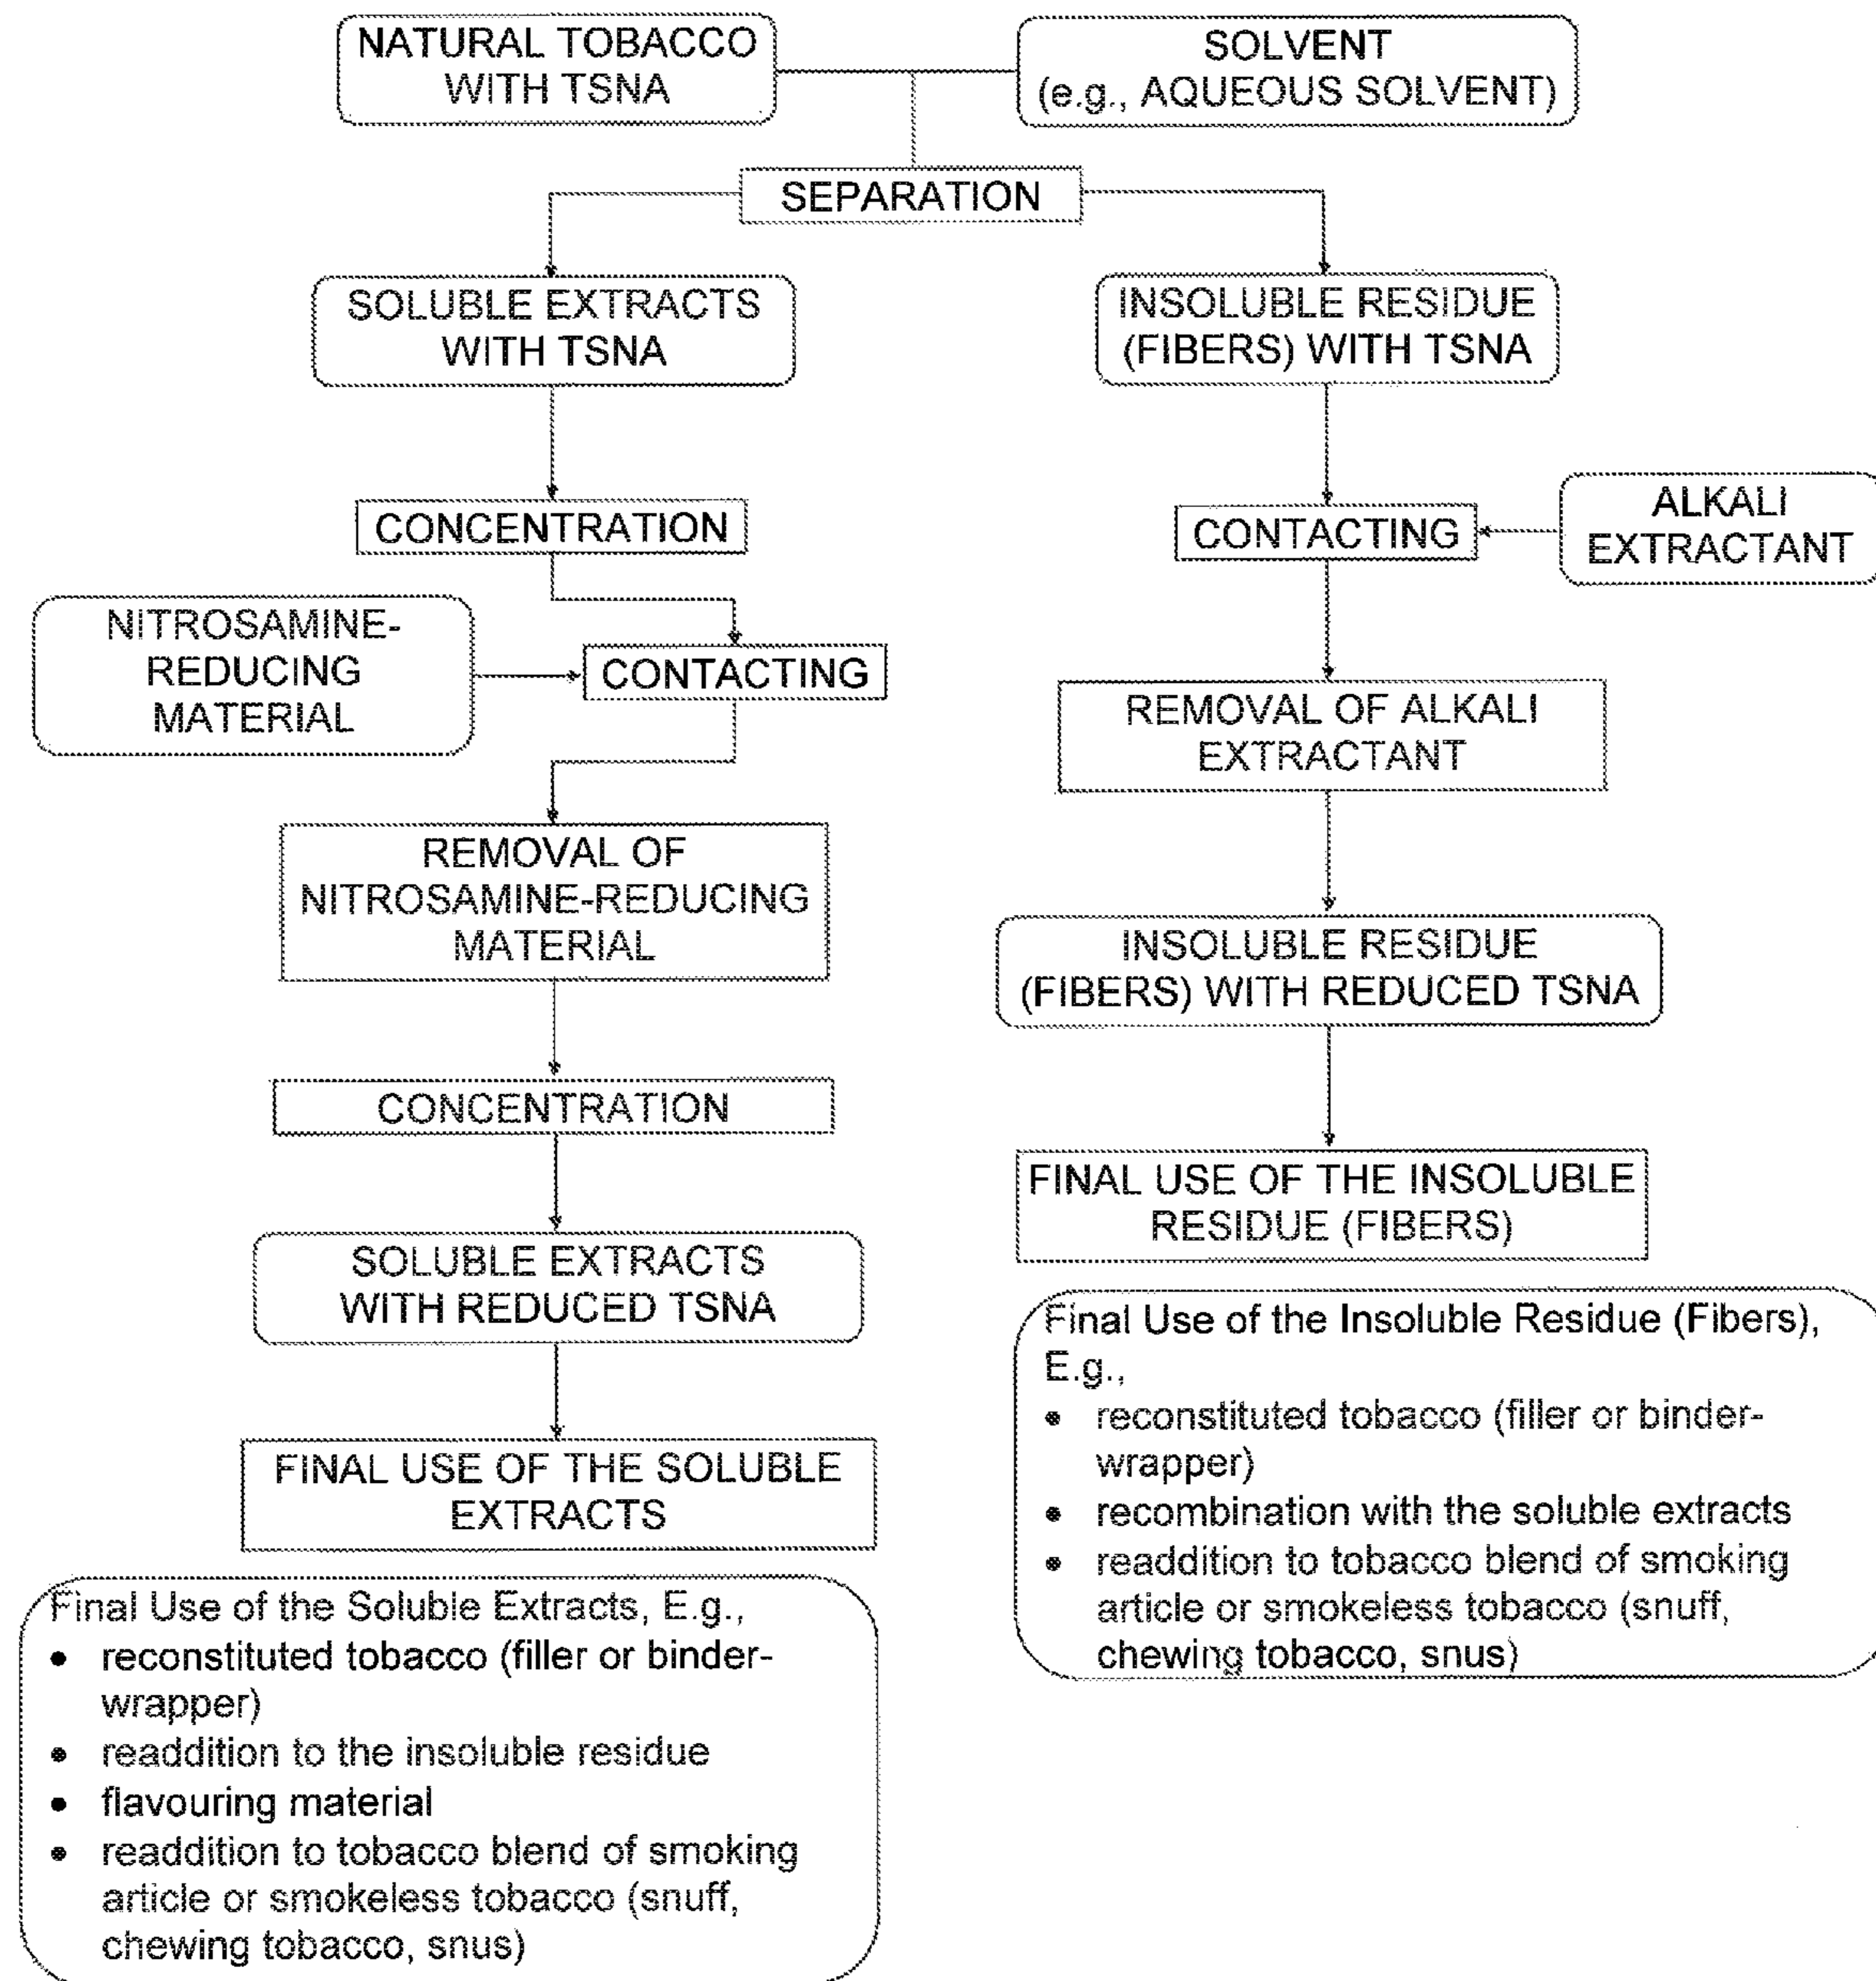 NATURAL TOBACCO
WITH TSNA
SOLVENT
(e.g., AQUEOUS SOLVENT)
SEPARATION
SOLUBLE EXTRACTS
WITH TSNA
INSOLUBLE RESIDUE
(FIBERS) WITH TSNA
CONCENTRATION
CONTACTING
ALKALI
EXTRACTANT
NITROSAMINE-
REDUCING
MATERIAL
CONTACTING
REMOVAL OF ALKALI
EXTRACTANT
REMOVAL OF
NITROSAMINE-REDUCING
MATERIAL
INSOLUBLE RESIDUE
(FIBERS) WITH REDUCED TSNA
CONCENTRATION
FINAL USE OF THE INSOLUBLE
RESIDUE (FIBERS)
SOLUBLE EXTRACTS
WITH REDUCED TSNA
FINAL USE OF THE SOLUBLE
EXTRACTS
Final Use of the Insoluble Residue (Fibers),
E.g.,
• reconstituted tobacco (filler or binder-
wrapper)
• recombination with the soluble extracts
• readdition to tobacco blend of smoking
article or smokeless tobacco (snuff,
chewing tobacco, snus)
Final Use of the Soluble Extracts, E.g.,
• reconstituted tobacco (filler or binder-
wrapper)
• readdition to the insoluble residue
• flavouring material
• readdition to tobacco blend of smoking
article or smokeless tobacco (snuff,
chewing tobacco, snus)